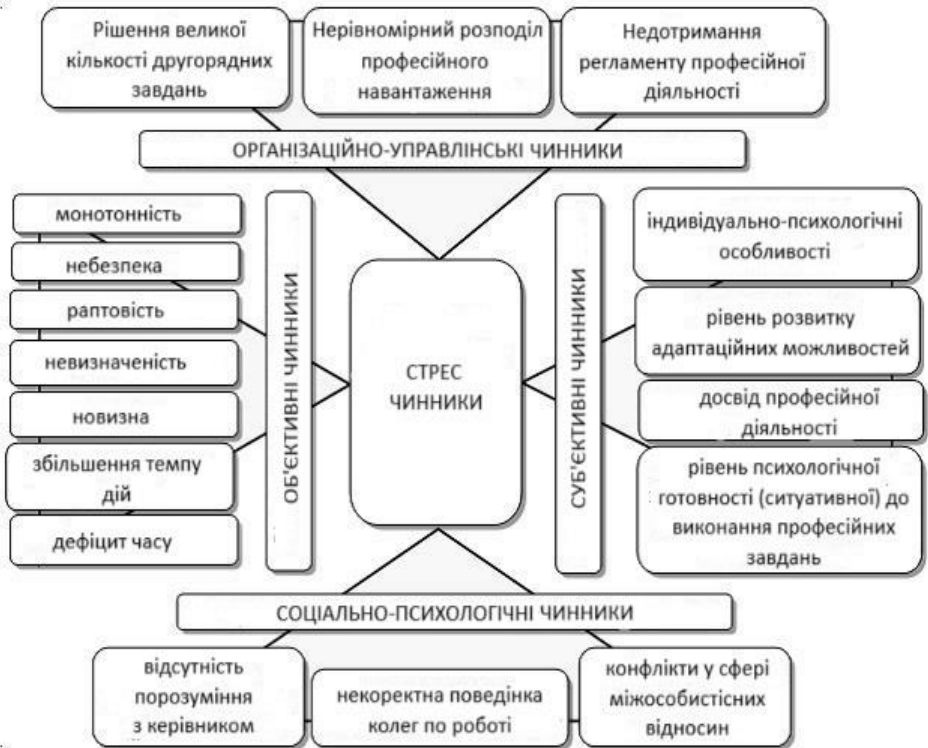 Рішення великої
кількості другорядних
завдань
Нерівномірний розподіл
професійного
навантаження
Недотримання
регламенту професійної
діяльності
ОРГАНІЗАЦІЙНО-УПРАВЛІНСЬКІ ЧИННИКИ
монотонність
небезпека
раптовість
невизначеність
новизна
збільшення темпу
дій
дефіцит часу
ОБ'ЄКТИВНІ ЧИННИКИ
СТРЕС
ЧИННИКИ
СУБ'ЄКТИВНІ ЧИННИКИ
індивідуально-психологічні
особливості
рівень розвитку
адаптаційних можливостей
досвід професійної
діяльності
рівень психологічної
готовності (ситуативної) до
виконання професійних
завдань
СОЦІАЛЬНО-ПСИХОЛОГІЧНІ ЧИННИКИ
відсутність
порозуміння
з керівником
некоректна поведінка
колег по роботі
конфлікти у сфері
міжособистісних
відносин